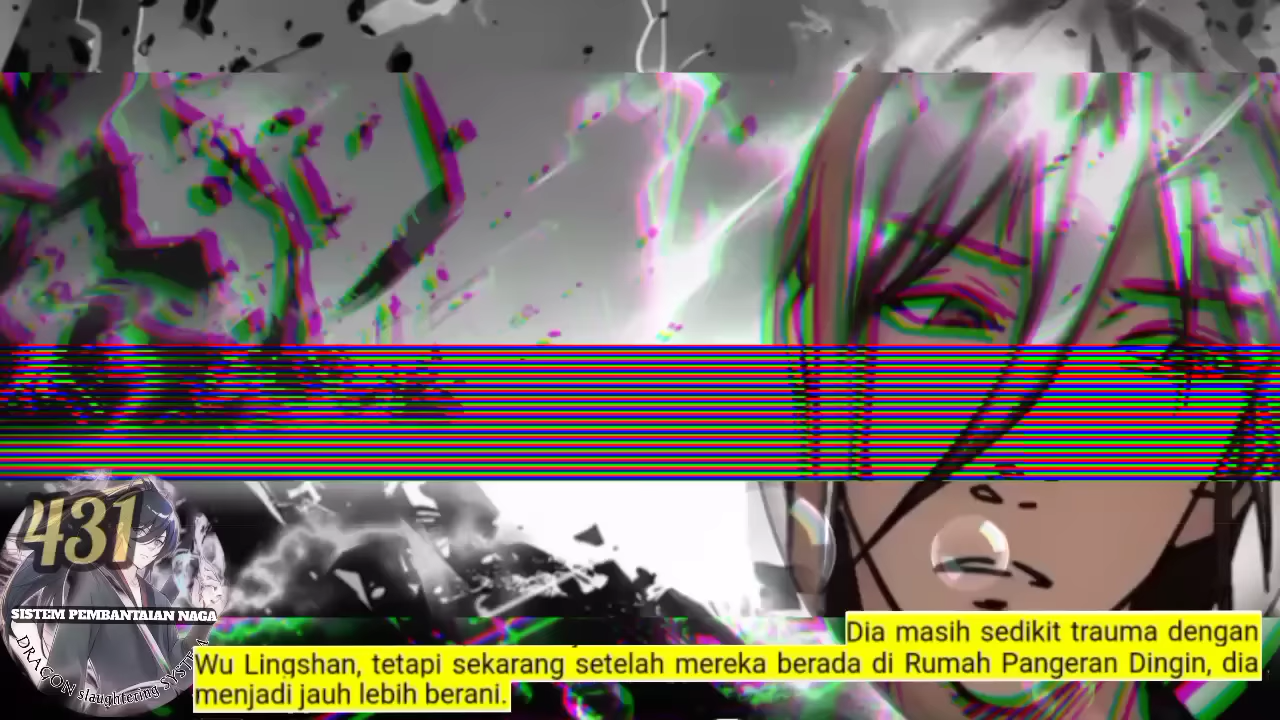 431
SISTEM PEMBANTAIAN NAGA
DRAGON slaughtering SYSTEM
Dia masih sedikit trauma dengan
Wu Lingshan, tetapi sekarang setelah mereka berada di Rumah Pangeran Dingin, dia
menjadi jauh lebih berani.